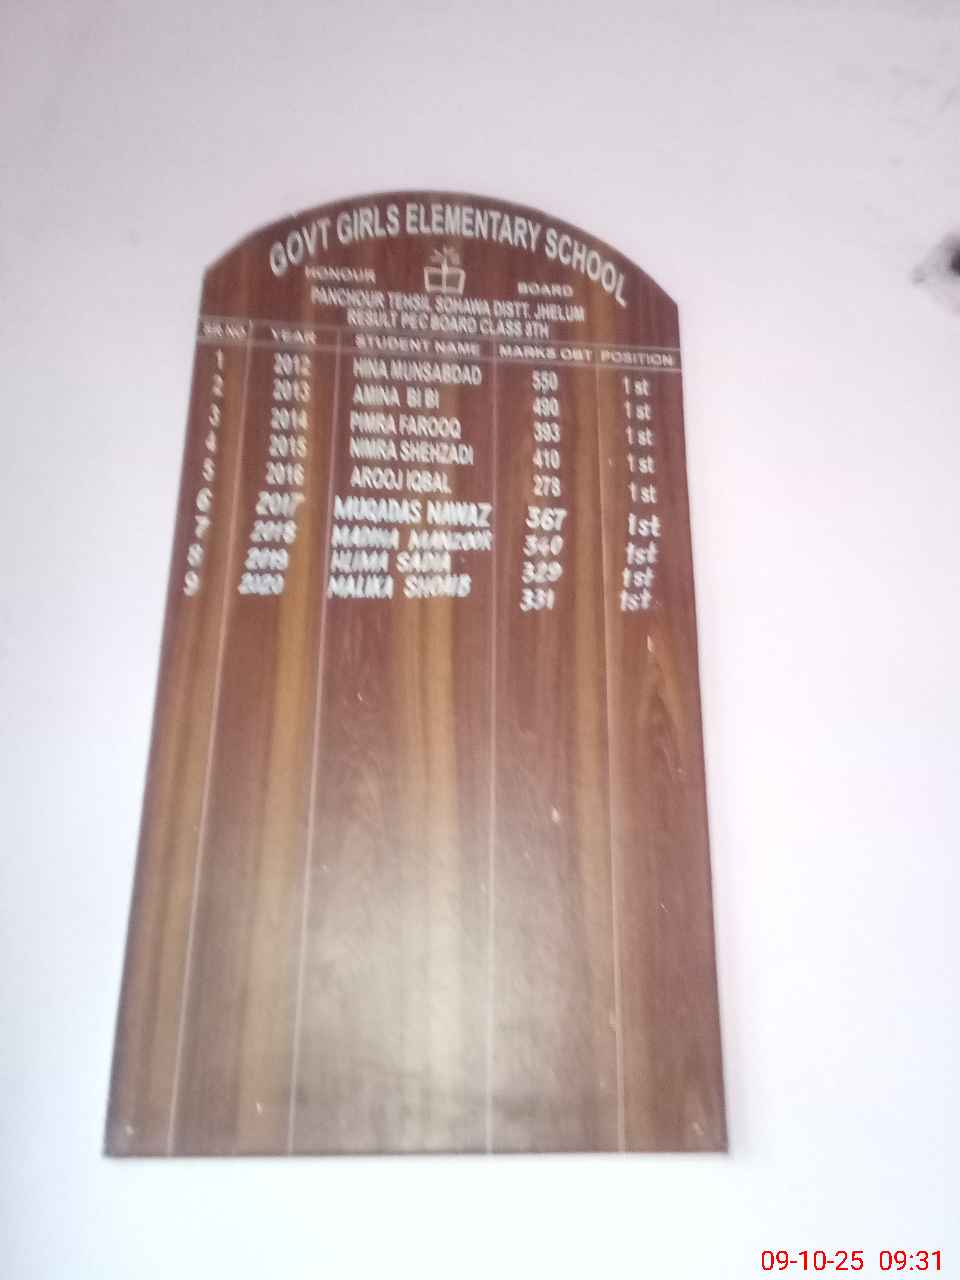 GOVT GIRLS ELEMENTARY SCHOOL
HONOUR BOARD
PANCHOUR TEHSIL SOHAWA DISTT. JHELUM
RESULT PEC BOARD CLASS 8TH
SR.NO YEAR STUDENT NAME MARKS OBT POSITION
1 2012 HINA MUNSABDAD 550 1st
2 2013 AMINA BI BI 490 1st
3 2014 PIMRA FAROOQ 393 1st
4 2015 NIMRA SHEHZADI 410 1st
5 2016 AROOJ IQBAL 278 1st
6 2017 MUQADAS NAWAZ 367 1st
7 2018 MADIHA MANZOOR 340 1st
8 2019 SADIA 329 1st
9 2020 MALIKA SHOAIB 331 1st
09-10-25 09:31